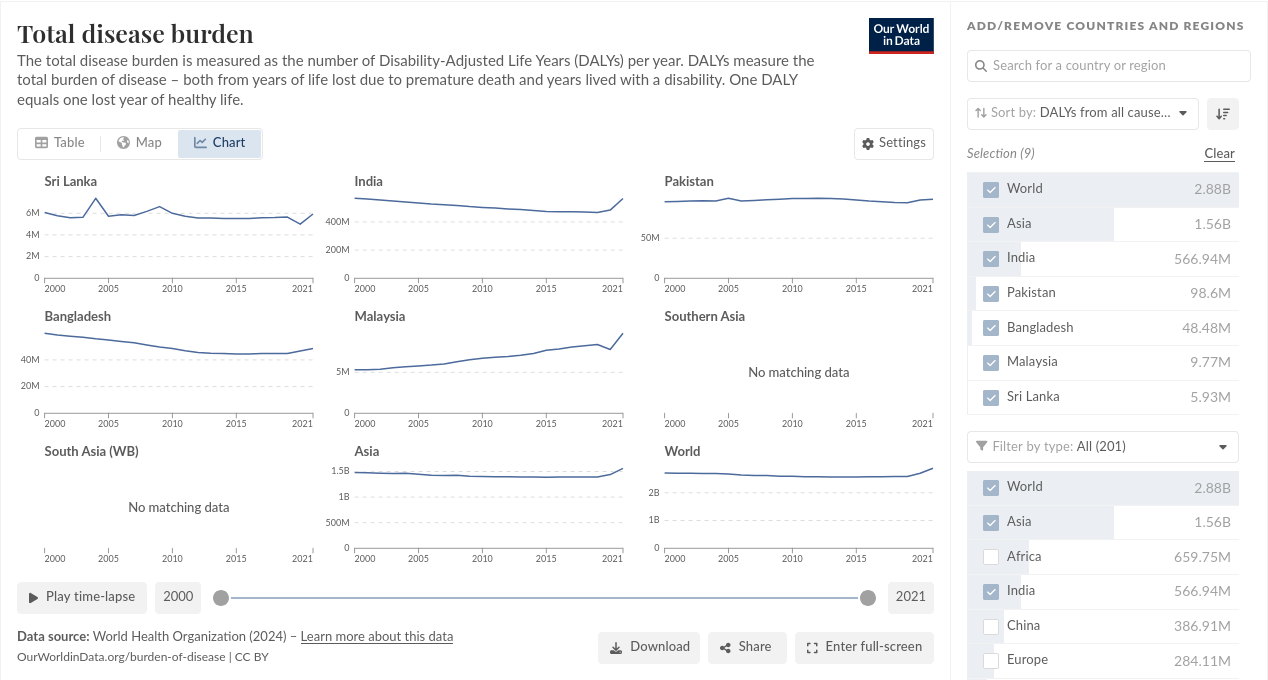 Total disease burden
The total disease burden is measured as the number of Disability-Adjusted Life Years (DALYs) per year. DALYs measure the
total burden of disease – both from years of life lost due to premature death and years lived with a disability. One DALY
equals one lost year of healthy life.
Our World
in Data
Table
Map
Chart
Settings
Sri Lanka
6M
4M
2M
0
2000 2005 2010 2015 2021
India
400M
200M
0
2000 2005 2010 2015 2021
Pakistan
50M
0
2000 2005 2010 2015 2021
Bangladesh
40M
20M
0
2000 2005 2010 2015 2021
Malaysia
5M
0
2000 2005 2010 2015 2021
Southern Asia
No matching data
2000 2005 2010 2015 2021
South Asia (WB)
No matching data
2000 2005 2010 2015 2021
Asia
1.5B
1B
500M
0
2000 2005 2010 2015 2021
World
2B
1B
0
2000 2005 2010 2015 2021
Play time-lapse
2000
2021
Data source: World Health Organization (2024) – Learn more about this data
OurWorldinData.org/burden-of-disease | CC BY
Download
Share
Enter full-screen
ADD/REMOVE COUNTRIES AND REGIONS
Search for a country or region
Sort by: DALYs from all cause...
Selection (9)
Clear
World 2.88B
Asia 1.56B
India 566.94M
Pakistan 98.6M
Bangladesh 48.48M
Malaysia 9.77M
Sri Lanka 5.93M
Filter by type: All (201)
World 2.88B
Asia 1.56B
Africa 659.75M
India 566.94M
China 386.91M
Europe 284.11M